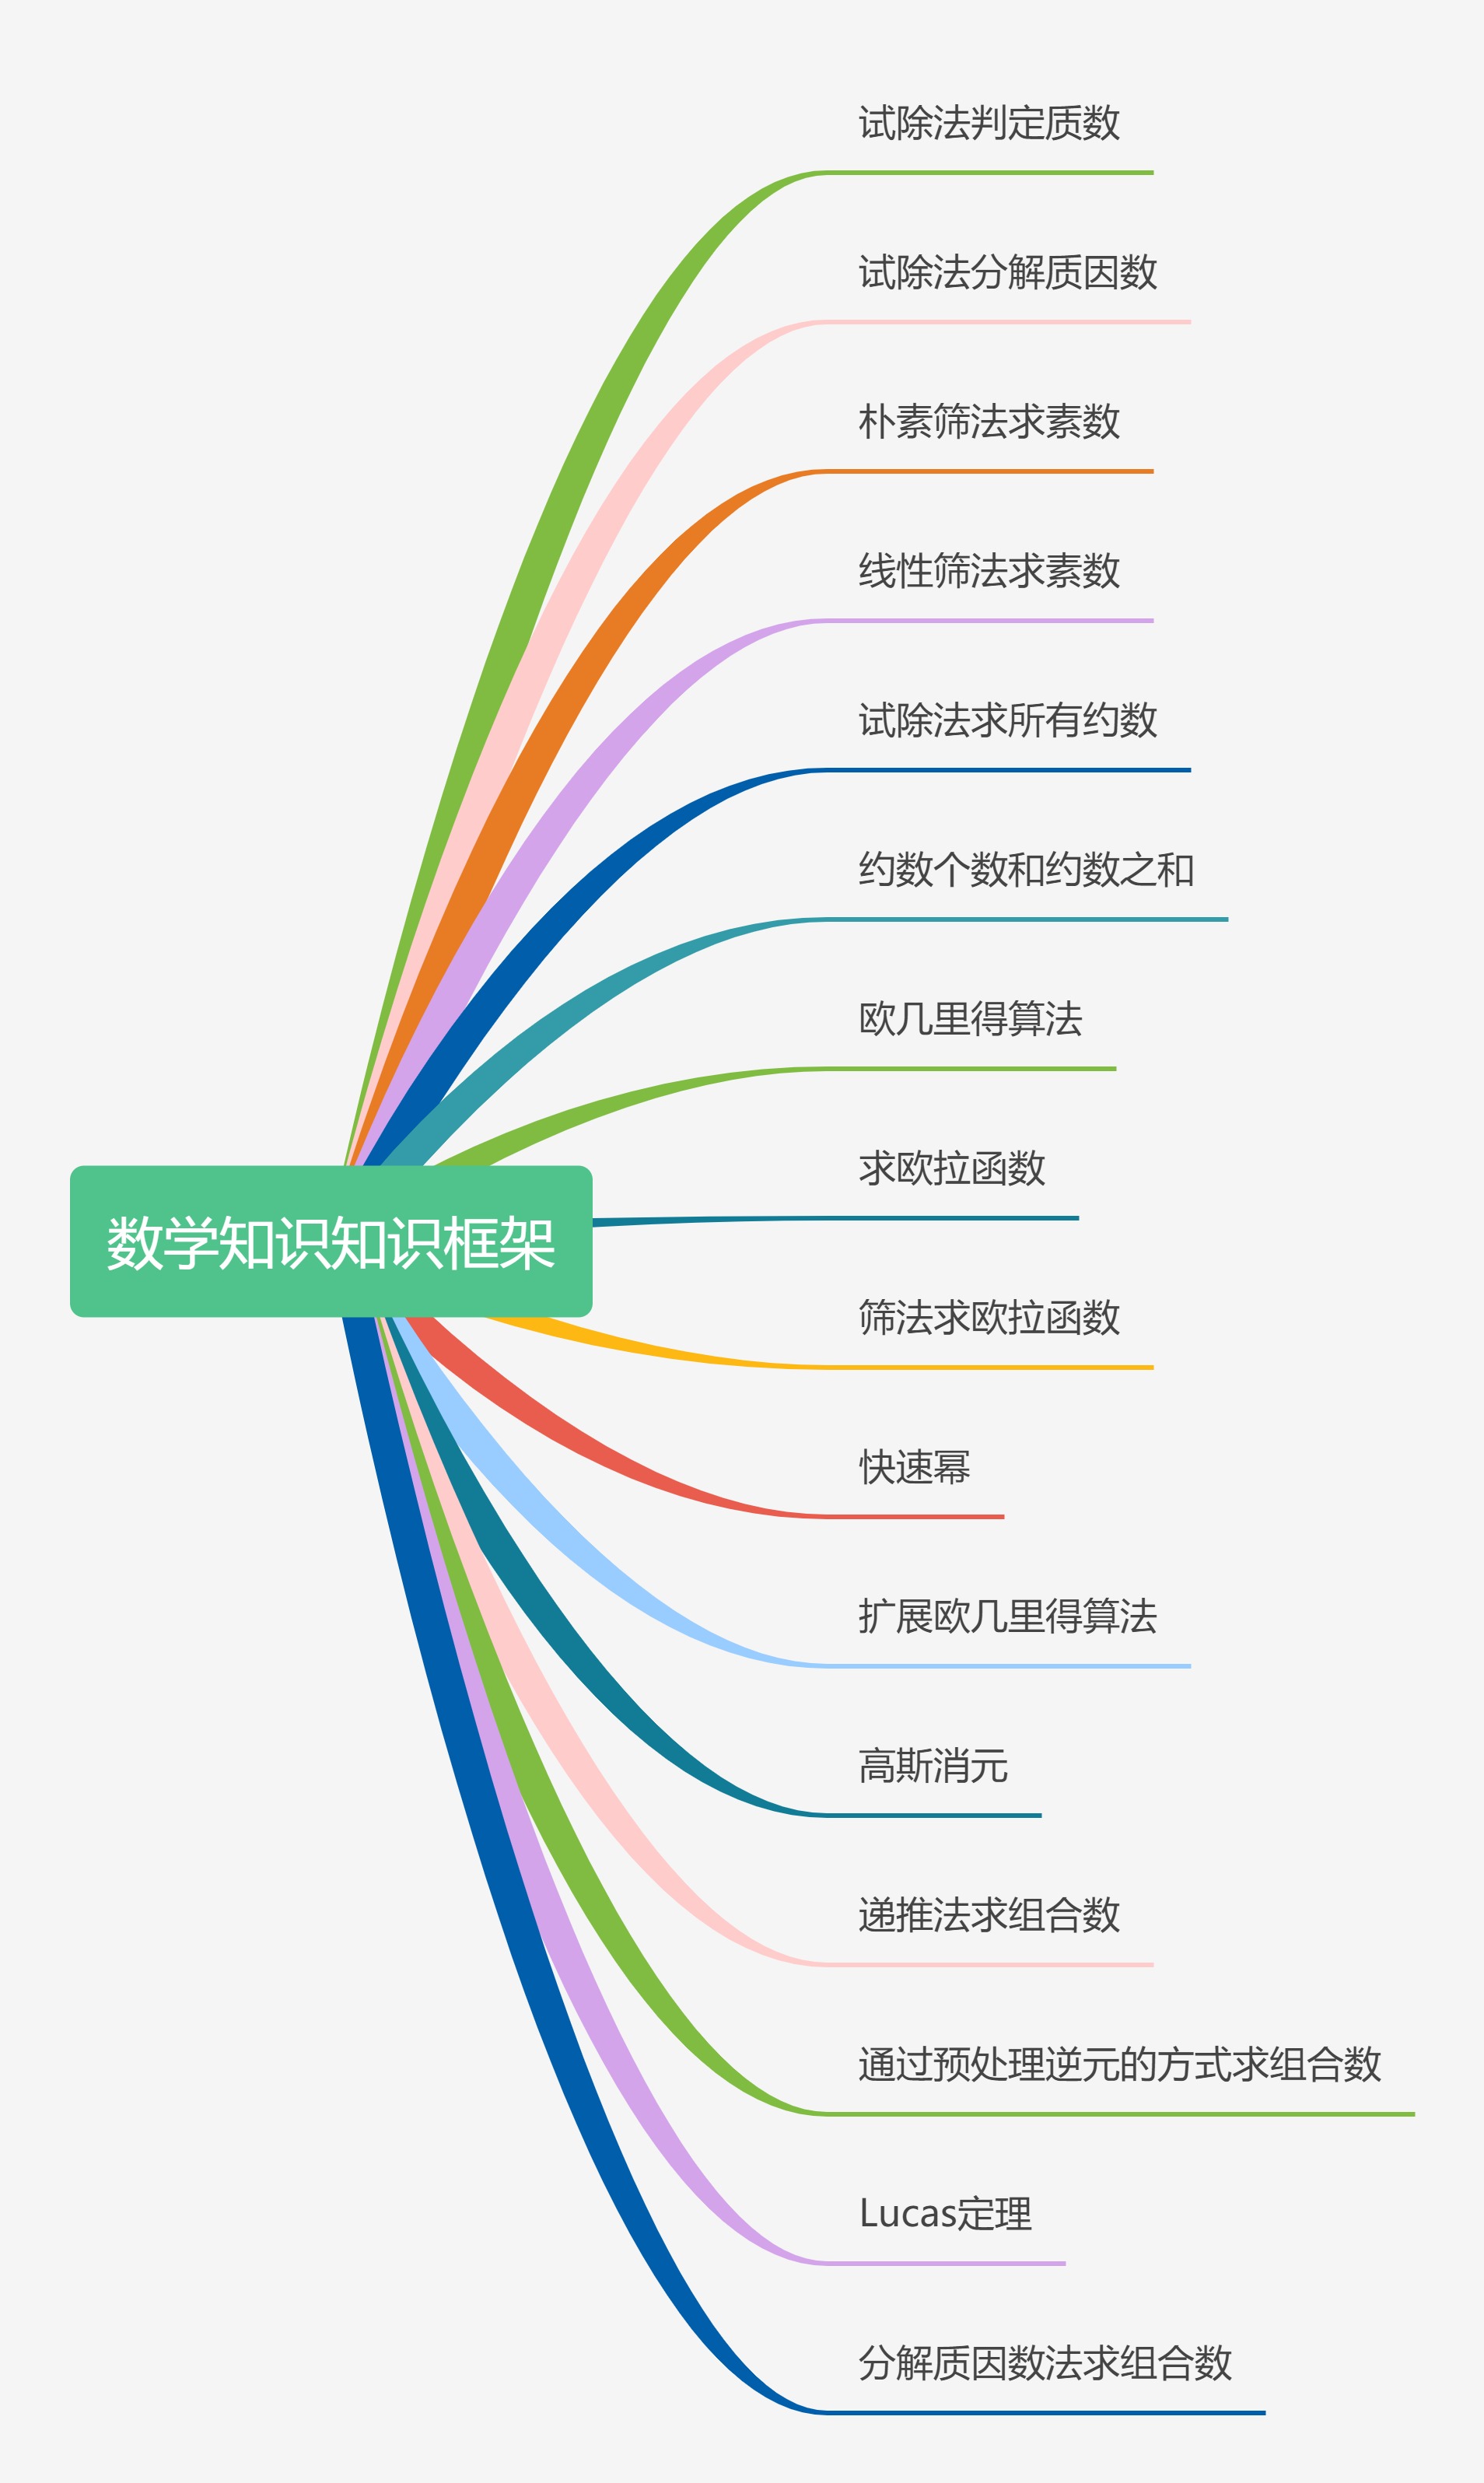 试除法判定质数
试除法分解质因数
朴素筛法求素数
线性筛法求素数
试除法求所有约数
约数个数和约数之和
欧几里得算法
求欧拉函数
数学知识知识框架
筛法求欧拉函数
快速幂
扩展欧几里得算法
高斯消元
递推法求组合数
通过预处理逆元的方式求组合数
Lucas定理
分解质因数法求组合数